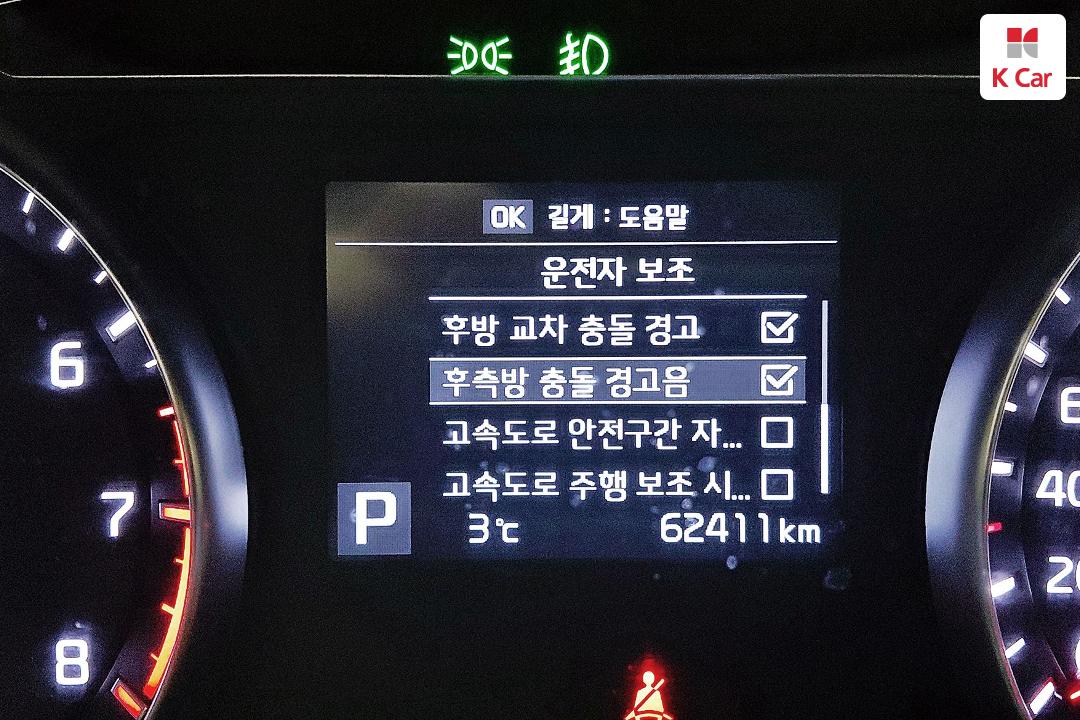 K Car
OK 길게 : 도움말
운전자 보조
후방 교차 충돌 경고
후측방 충돌 경고음
고속도로 안전구간 자...
고속도로 주행 보조 시...
P 3℃ 62411km
6
7
8
40